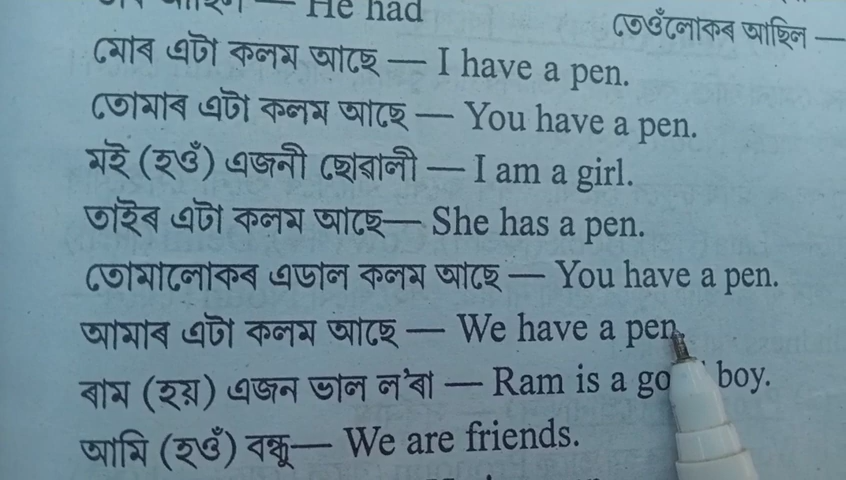 — He had
তেওঁলোকৰ আছিল —
মোৰ এটা কলম আছে — I have a pen.
তোমাৰ এটা কলম আছে — You have a pen.
মই (হওঁ) এজনী ছোৱালী — I am a girl.
তাইৰ এটা কলম আছে— She has a pen.
তোমালোকৰ এডাল কলম আছে — You have a pen.
আমাৰ এটা কলম আছে — We have a pen
ৰাম (হয়) এজন ভাল ল'ৰা — Ram is a go boy.
আমি (হওঁ) বন্ধু— We are friends.